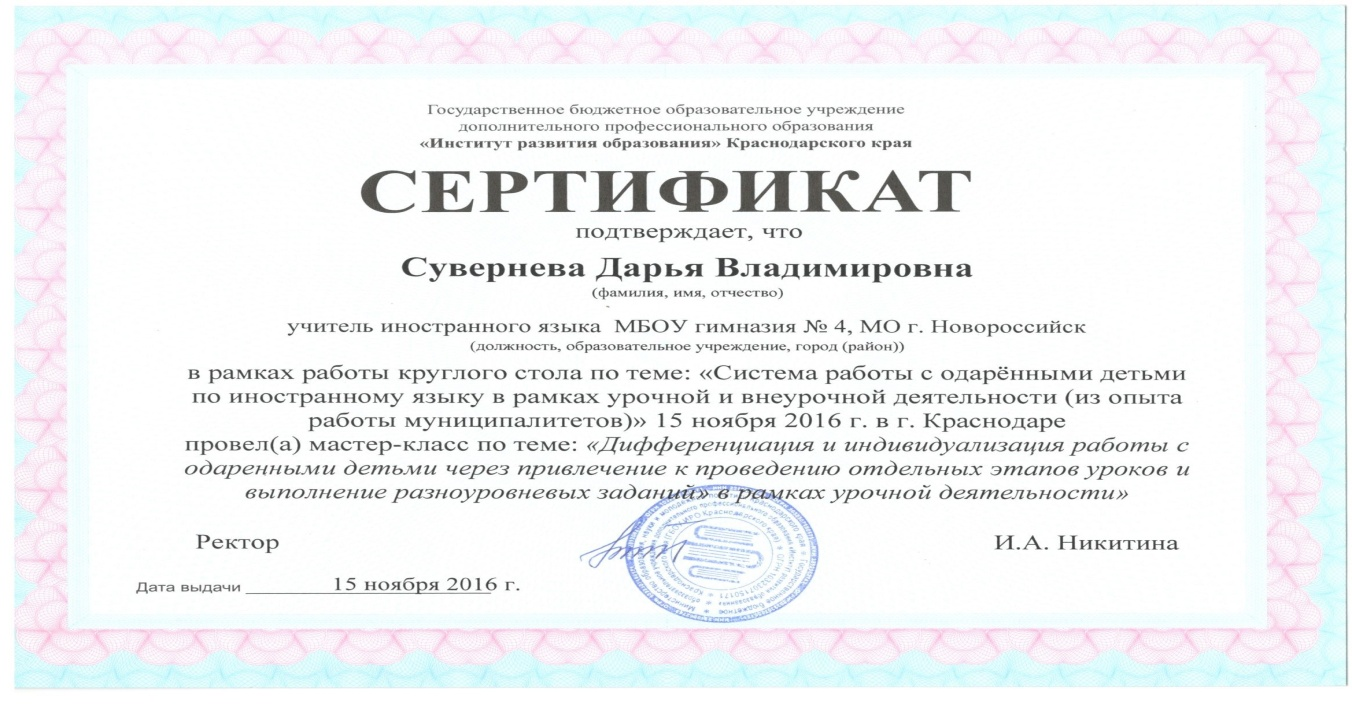 Государственное бюджетное образовательное учреждение
дополнительного профессионального образования
«Институт развития образования» Краснодарского края
СЕРТИФИКАТ
подтверждает, что
Сувернева Дарья Владимировна
(фамилия, имя, отчество)
учитель иностранного языка МБОУ гимназия № 4, МО г. Новороссийск
(должность, образовательное учреждение, город (район))
в рамках работы круглого стола по теме: «Система работы с одарёнными детьми
по иностранному языку в рамках урочной и внеурочной деятельности (из опыта
работы муниципалитетов)» 15 ноября 2016 г. в г. Краснодаре
провел(а) мастер-класс по теме: «Дифференциация и индивидуализация работы с
одаренными детьми через привлечение к проведению отдельных этапов уроков и
выполнение разноуровневых заданий» в рамках урочной деятельности»
Ректор
И.А. Никитина
Дата выдачи 15 ноября 2016 г.